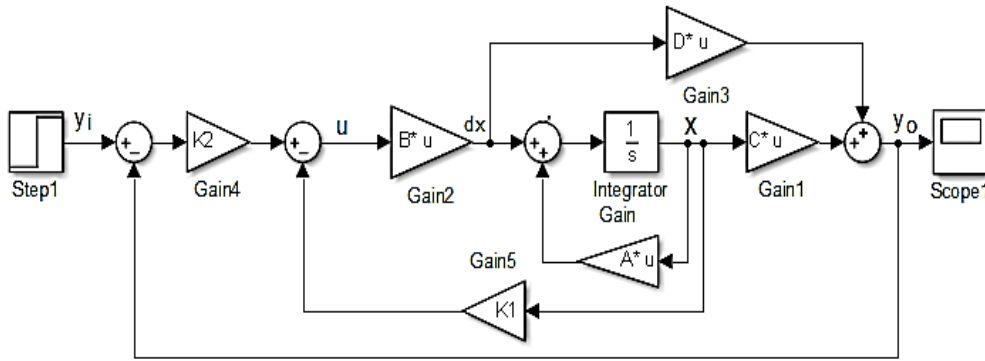 D* u
Gain3
yi
K2
u
B* u
dx
1
s
X
C* u
yo
Step1
Gain4
Gain2
Integrator
Gain
Gain1
Scope1
A* u
Gain5
K1